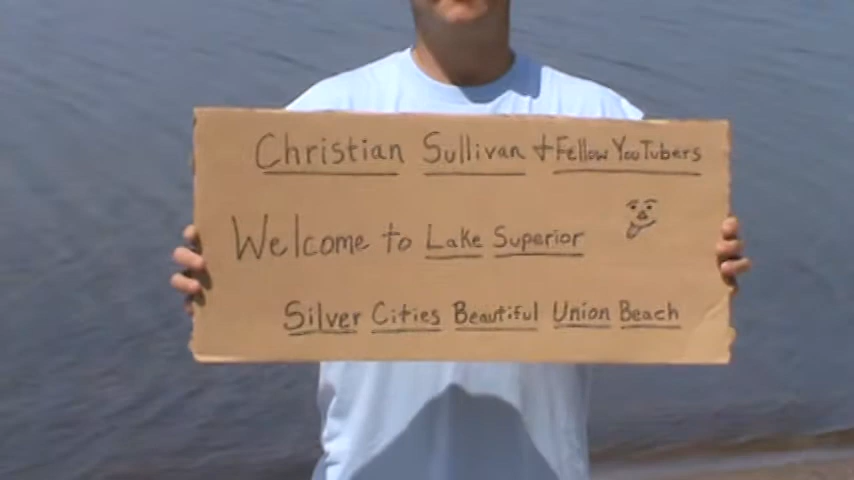 Christian Sullivan + Fellow YouTubers
Welcome to Lake Superior
Silver Cities Beautiful Union Beach